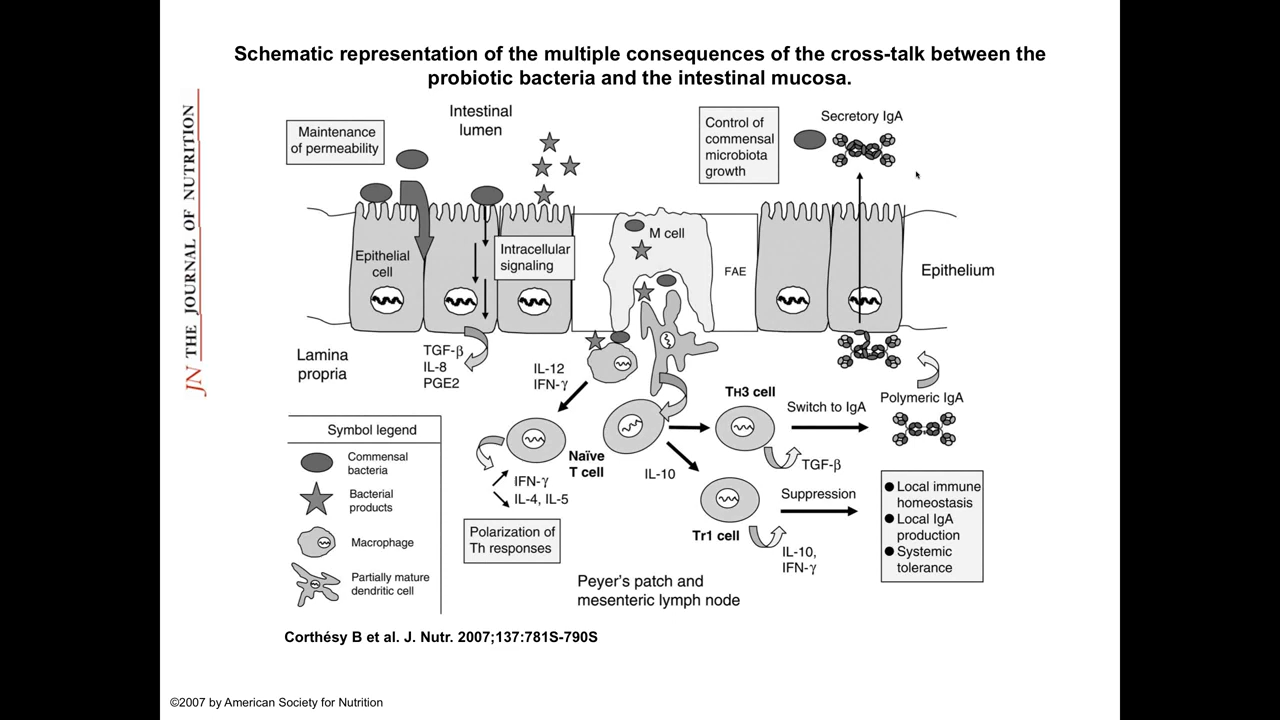 Schematic representation of the multiple consequences of the cross-talk between the
probiotic bacteria and the intestinal mucosa.
JN THE JOURNAL OF NUTRITION
Maintenance
of permeability
Intestinal
lumen
Control of
commensal
microbiota
growth
Secretory IgA
Epithelial
cell
Intracellular
signaling
M cell
FAE
Epithelium
Lamina
propria
TGF-β
IL-8
PGE2
IL-12
IFN-γ
Naïve
T cell
IFN-γ
IL-4, IL-5
Polarization of
Th responses
IL-10
TH3 cell
TGF-β
Switch to IgA
Polymeric IgA
Tr1 cell
IL-10,
IFN-γ
Suppression
● Local immune
homeostasis
● Local IgA
production
● Systemic
tolerance
Peyer's patch and
mesenteric lymph node
Symbol legend
Commensal
bacteria
Bacterial
products
Macrophage
Partially mature
dendritic cell
Corthésy B et al. J. Nutr. 2007;137:781S-790S
©2007 by American Society for Nutrition